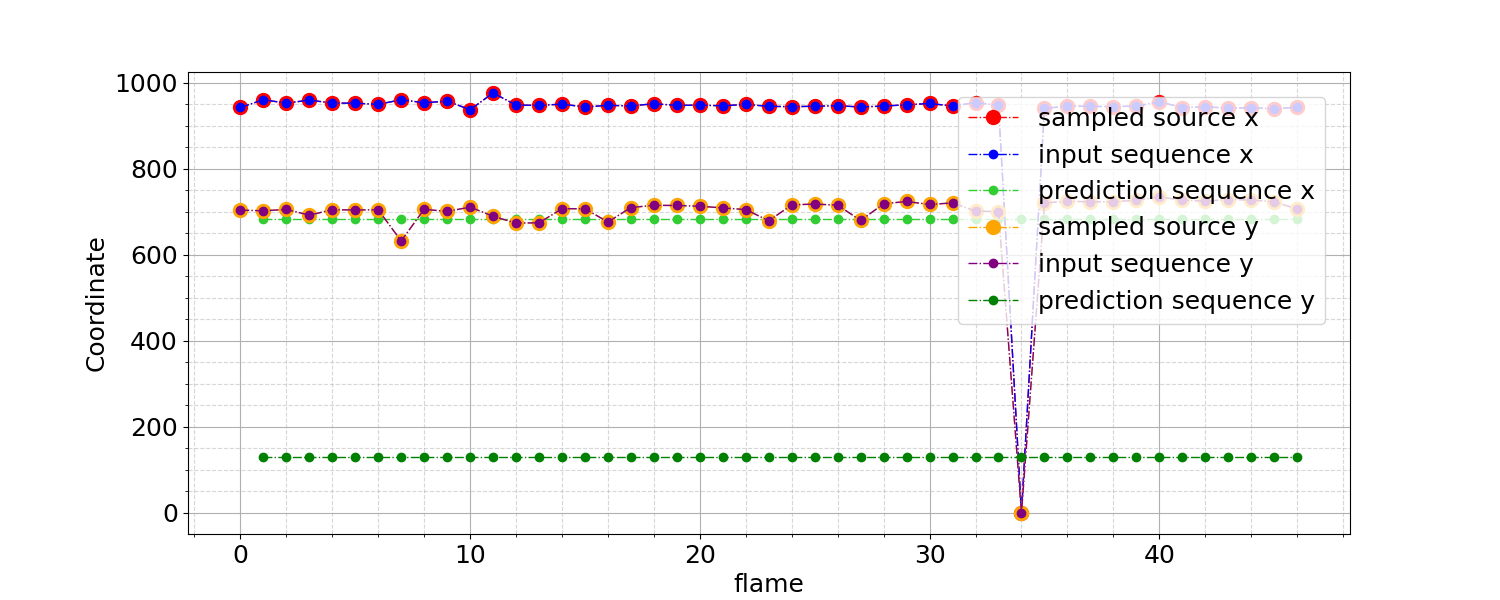 1000
800
600
400
200
0
Coordinate
sampled source x
input sequence x
prediction sequence x
sampled source y
input sequence y
prediction sequence y
0 10 20 30 40
flame